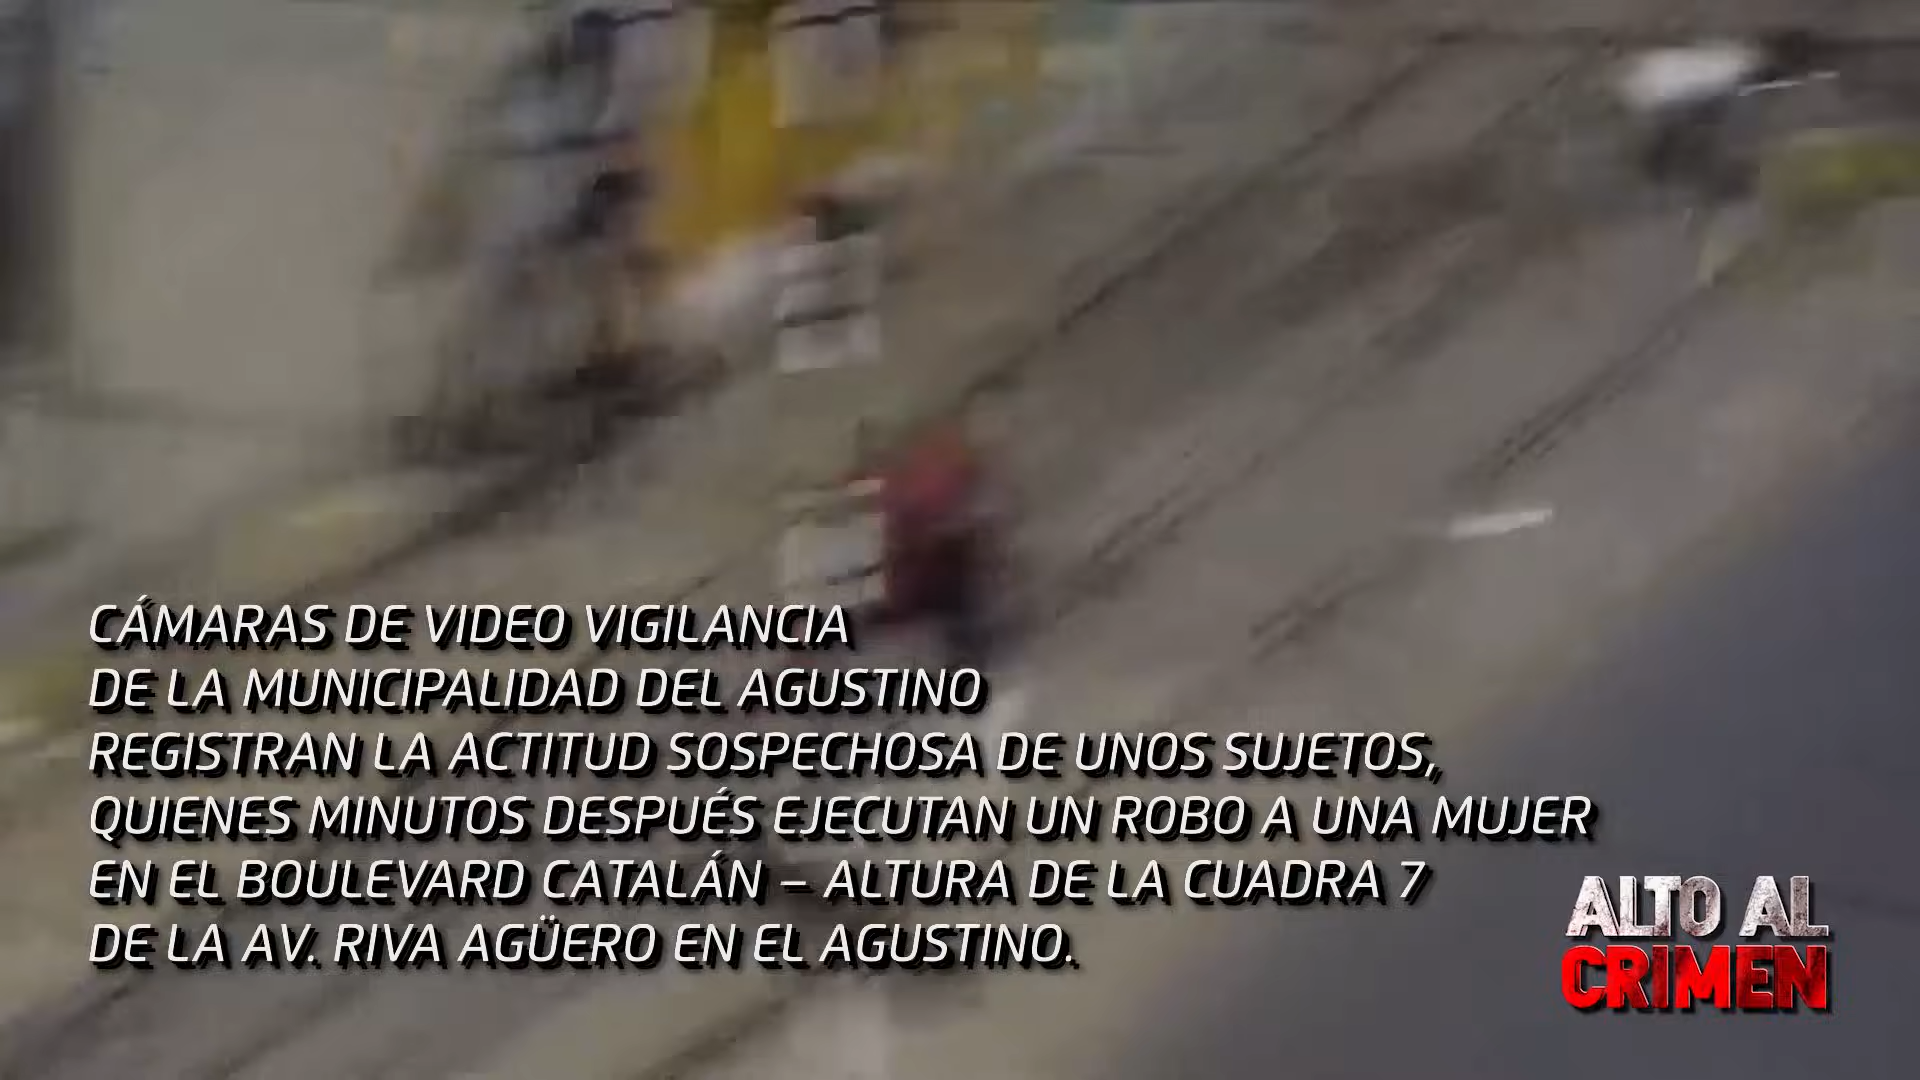 CÁMARAS DE VIDEO VIGILANCIA
DE LA MUNICIPALIDAD DEL AGUSTINO
REGISTRAN LA ACTITUD SOSPECHOSA DE UNOS SUJETOS,
QUIENES MINUTOS DESPUÉS EJECUTAN UN ROBO A UNA MUJER
EN EL BOULEVARD CATALÁN – ALTURA DE LA CUADRA 7
DE LA AV. RIVA AGÜERO EN EL AGUSTINO.
ALTO AL
CRIMEN